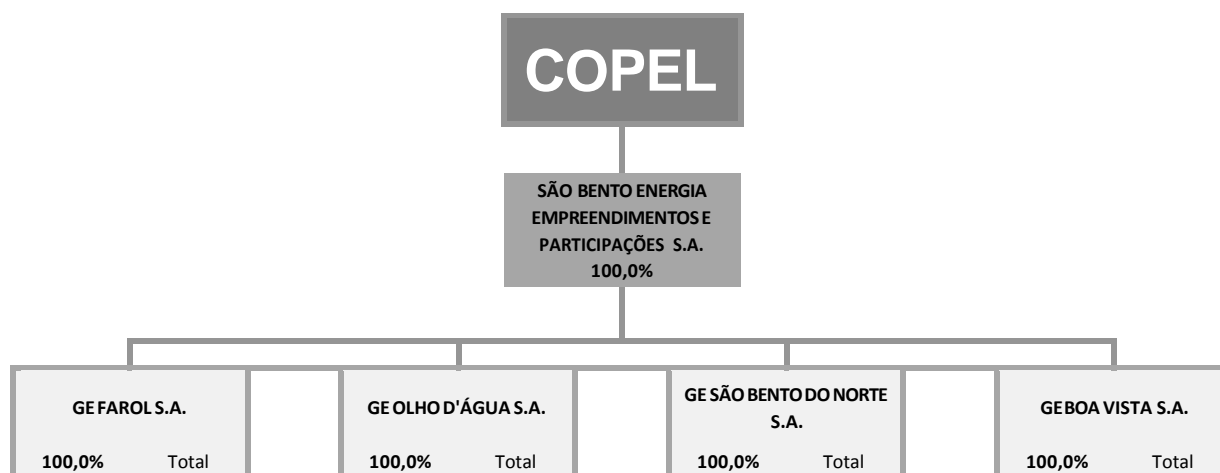 COPEL
SÃO BENTO ENERGIA
EMPREENDIMENTOS E
PARTICIPAÇÕES S.A.
100,0%
GE FAROL S.A.
100,0% Total
GE OLHO D'ÁGUA S.A.
100,0% Total
GE SÃO BENTO DO NORTE
S.A.
100,0% Total
GE BOA VISTA S.A.
100,0% Total